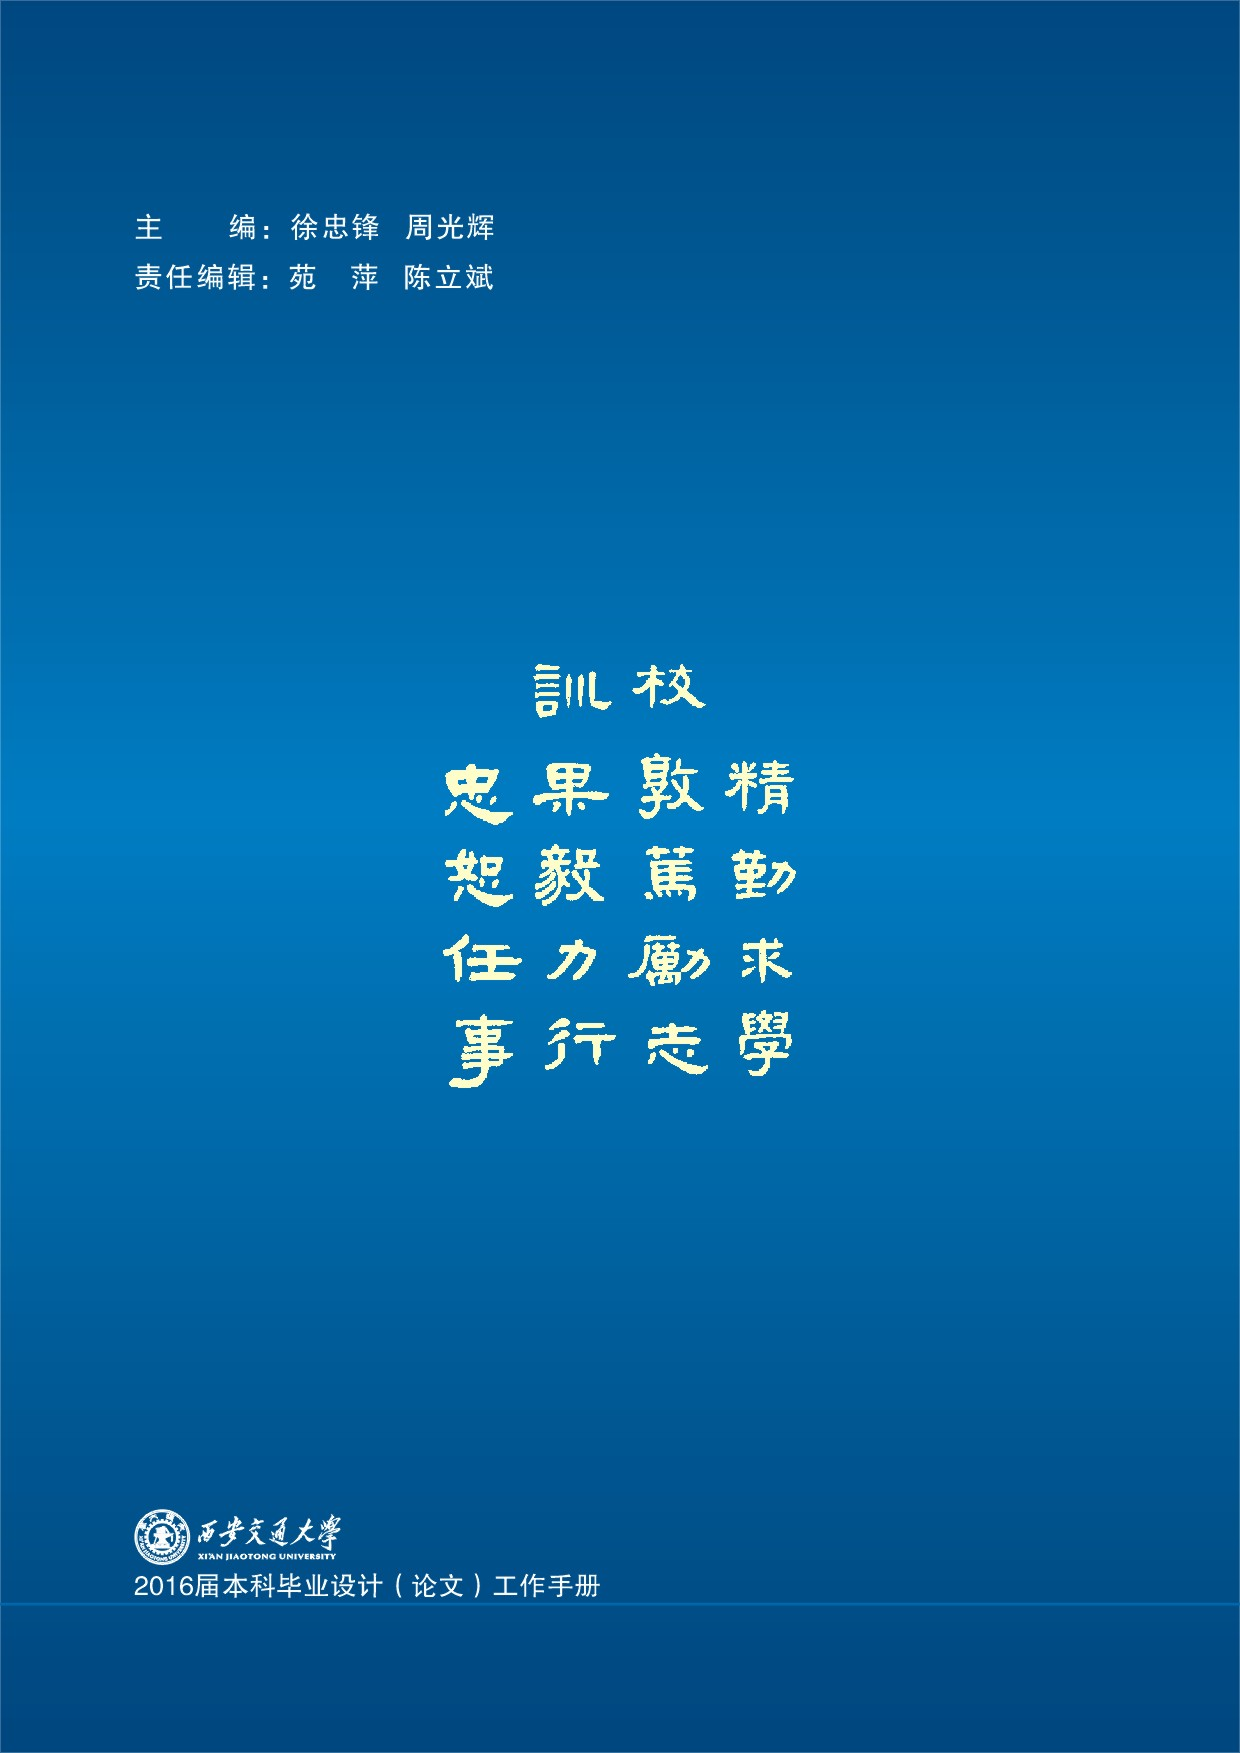 主　　编：徐忠锋　周光辉
责任编辑：苑　萍　陈立斌
校訓
精勤求學
敦篤勵志
果毅力行
忠恕任事
西安交通大學
XI'AN JIAOTONG UNIVERSITY
2016届本科毕业设计（论文）工作手册